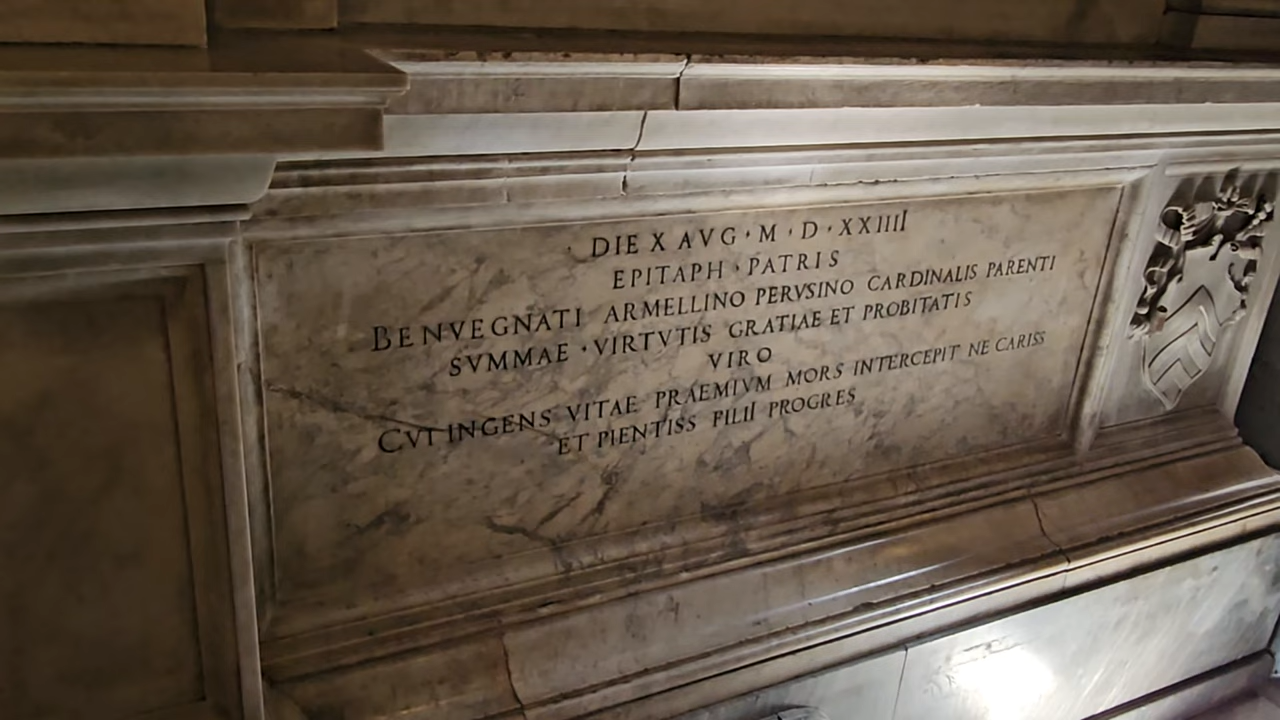 DIE X AVG · M · D · XXIIII
EPITAPH · PATRIS
BENVEGNATI ARMELLINO PERVSINO CARDINALIS PARENTI
SVMMAE · VIRTVTIS GRATIAE ET PROBITATIS
VIRO
CVI INGENS VITAE PRAEMIVM MORS INTERCEPIT NE CARISS
ET PIENTISS FILII PROGRES